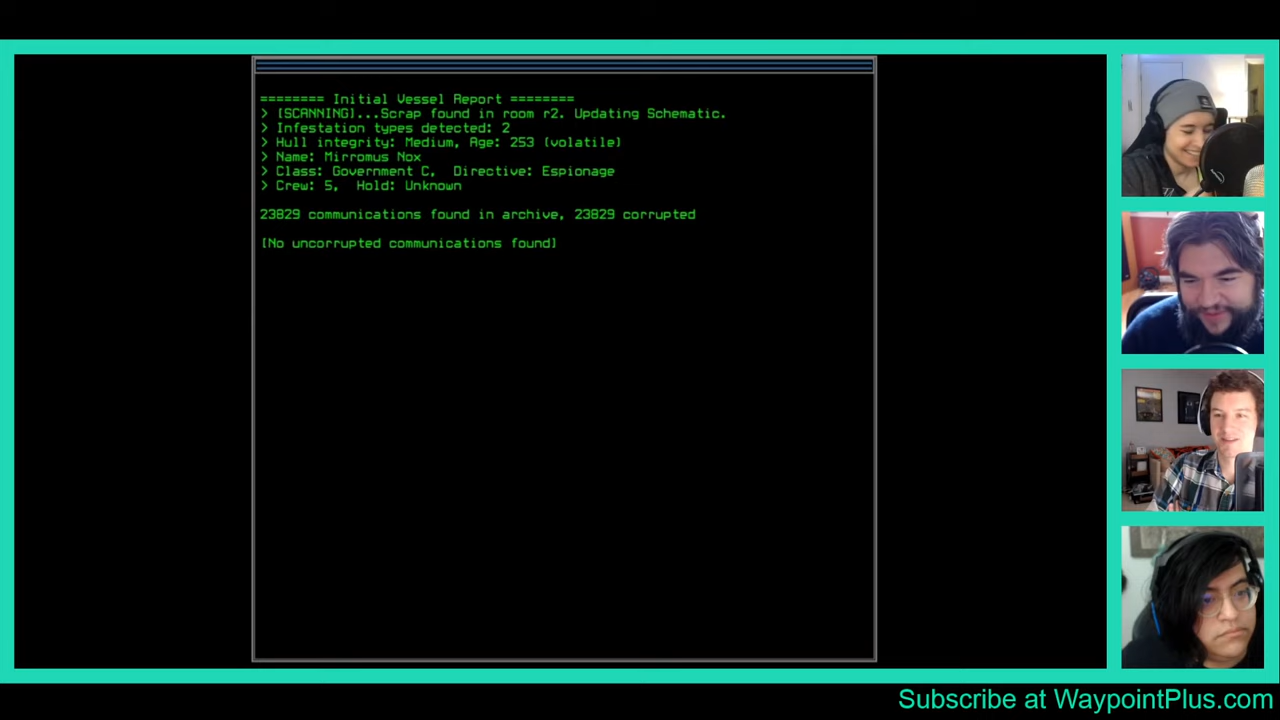 ======== Initial Vessel Report ========
> [SCANNING]...Scrap found in room r2. Updating Schematic.
> Infestation types detected: 2
> Hull integrity: Medium, Age: 253 (volatile)
> Name: Mirromus Nox
> Class: Government C, Directive: Espionage
> Crew: 5, Hold: Unknown
23829 communications found in archive, 23829 corrupted
[No uncorrupted communications found]
Subscribe at WaypointPlus.com